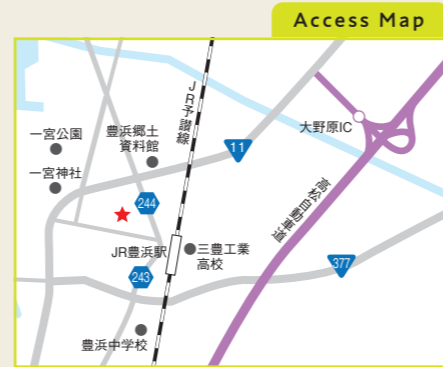 Access Map
JR予讃線
一宮公園
豊浜郷土
資料館
大野原IC
11
一宮神社
244
高松自動車道
JR豊浜駅
三豊工業
高校
243
377
豊浜中学校